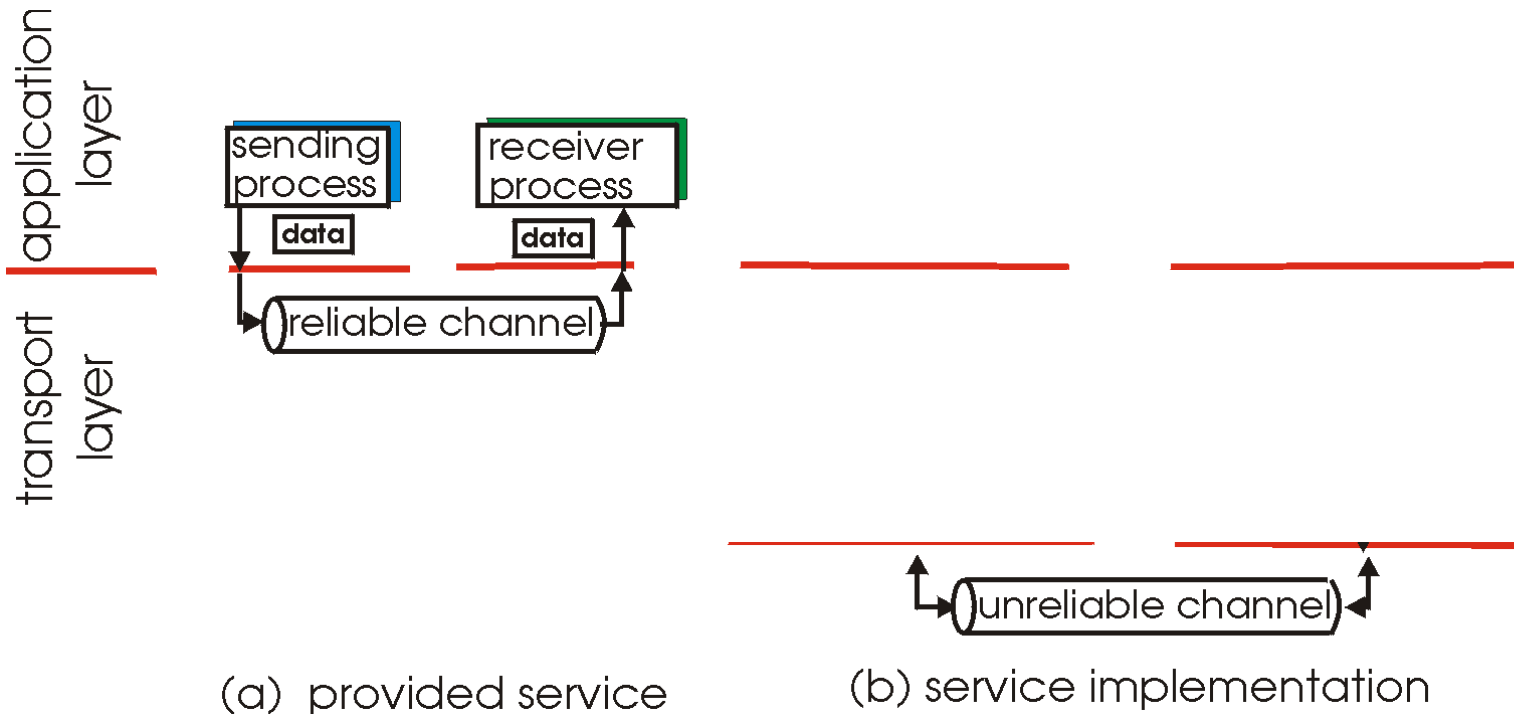 application
layer
transport
layer
sending
process
data
receiver
process
data
reliable channel
unreliable channel
(a) provided service
(b) service implementation